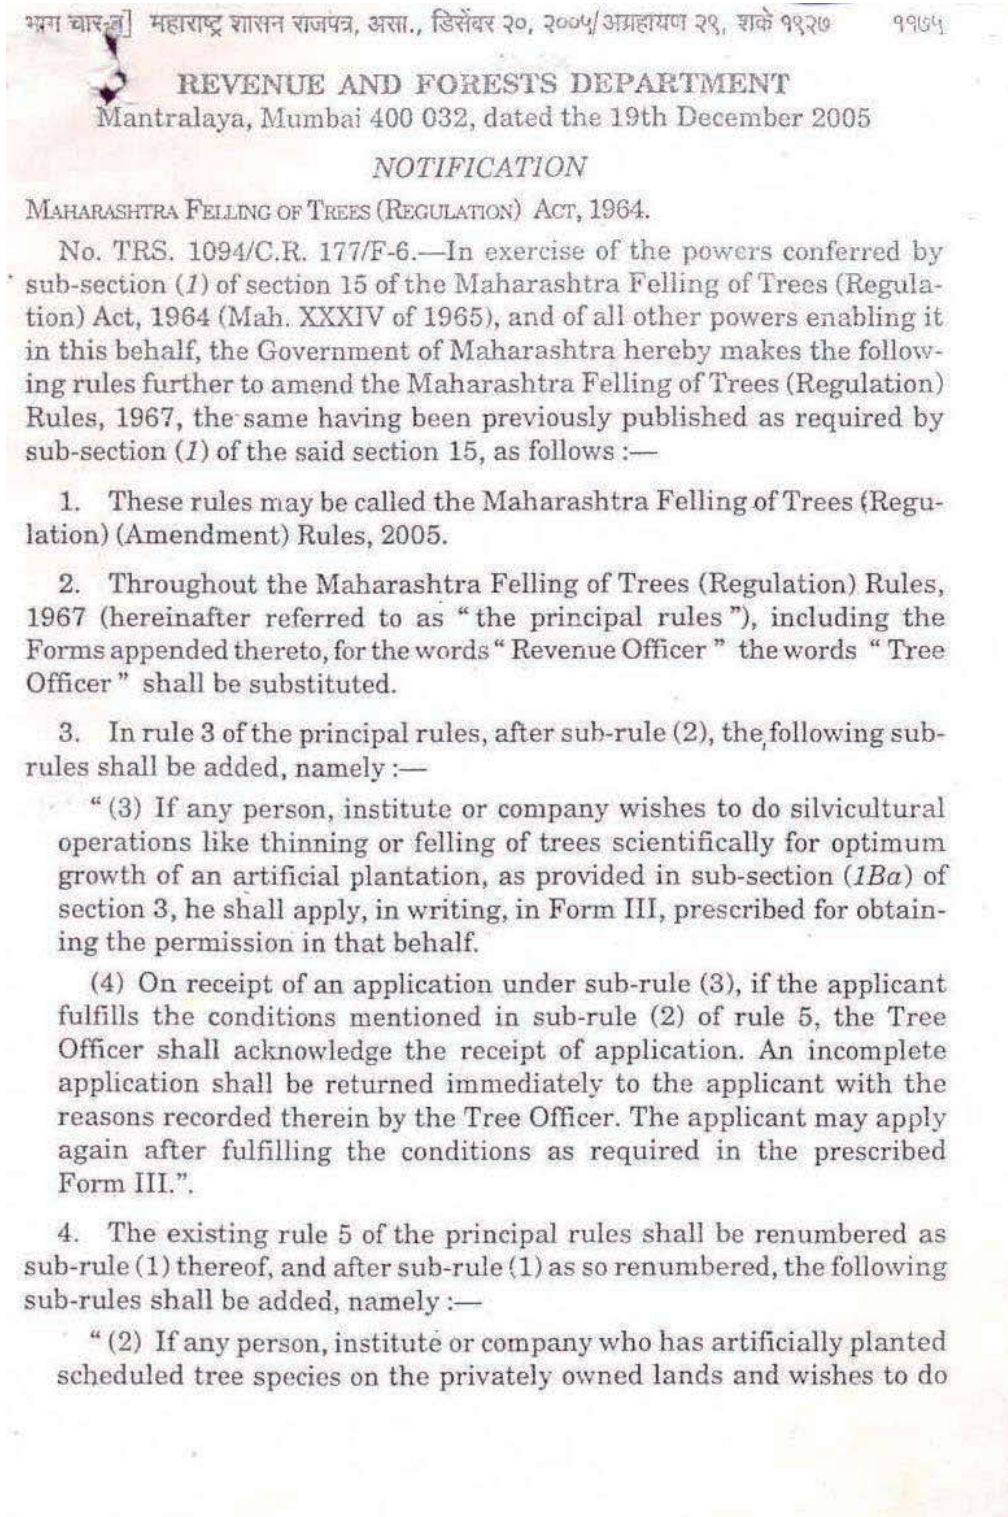 भाग चार-ब] महाराष्ट्र शासन राजपत्र, असा., डिसेंबर २०, २००५/अग्रहायण २९, शके १९२७ ११७५
REVENUE AND FORESTS DEPARTMENT
Mantralaya, Mumbai 400 032, dated the 19th December 2005
NOTIFICATION
MAHARASHTRA FELLING OF TREES (REGULATION) ACT, 1964.
No. TRS. 1094/C.R. 177/F-6.—In exercise of the powers conferred by
sub-section (1) of section 15 of the Maharashtra Felling of Trees (Regula-
tion) Act, 1964 (Mah. XXXIV of 1965), and of all other powers enabling it
in this behalf, the Government of Maharashtra hereby makes the follow-
ing rules further to amend the Maharashtra Felling of Trees (Regulation)
Rules, 1967, the same having been previously published as required by
sub-section (1) of the said section 15, as follows :—
1. These rules may be called the Maharashtra Felling of Trees (Regu-
lation) (Amendment) Rules, 2005.
2. Throughout the Maharashtra Felling of Trees (Regulation) Rules,
1967 (hereinafter referred to as “ the principal rules ”), including the
Forms appended thereto, for the words “ Revenue Officer ” the words “ Tree
Officer ” shall be substituted.
3. In rule 3 of the principal rules, after sub-rule (2), the following sub-
rules shall be added, namely :—
“ (3) If any person, institute or company wishes to do silvicultural
operations like thinning or felling of trees scientifically for optimum
growth of an artificial plantation, as provided in sub-section (1Ba) of
section 3, he shall apply, in writing, in Form III, prescribed for obtain-
ing the permission in that behalf.
(4) On receipt of an application under sub-rule (3), if the applicant
fulfills the conditions mentioned in sub-rule (2) of rule 5, the Tree
Officer shall acknowledge the receipt of application. An incomplete
application shall be returned immediately to the applicant with the
reasons recorded therein by the Tree Officer. The applicant may apply
again after fulfilling the conditions as required in the prescribed
Form III.”.
4. The existing rule 5 of the principal rules shall be renumbered as
sub-rule (1) thereof, and after sub-rule (1) as so renumbered, the following
sub-rules shall be added, namely :—
“ (2) If any person, institute or company who has artificially planted
scheduled tree species on the privately owned lands and wishes to do